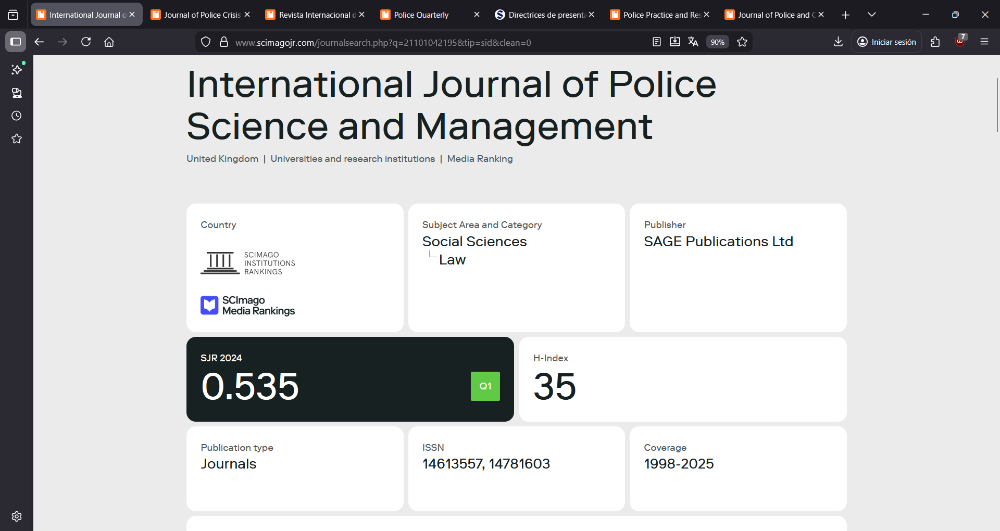 International Journal o
Journal of Police Crisis
Revista Internacional d
Police Quarterly
Directrices de presenta
Police Practice and Res
Journal of Police and C
www.scimagojr.com/journalsearch.php?q=21101042195&tip=sid&clean=0
90%
Iniciar sesión
7
International Journal of Police
Science and Management
United Kingdom | Universities and research institutions | Media Ranking
Country
SCIMAGO
INSTITUTIONS
RANKINGS
SCImago
Media Rankings
Subject Area and Category
Social Sciences
Law
Publisher
SAGE Publications Ltd
SJR 2024
0.535
Q1
H-Index
35
Publication type
Journals
ISSN
14613557, 14781603
Coverage
1998-2025